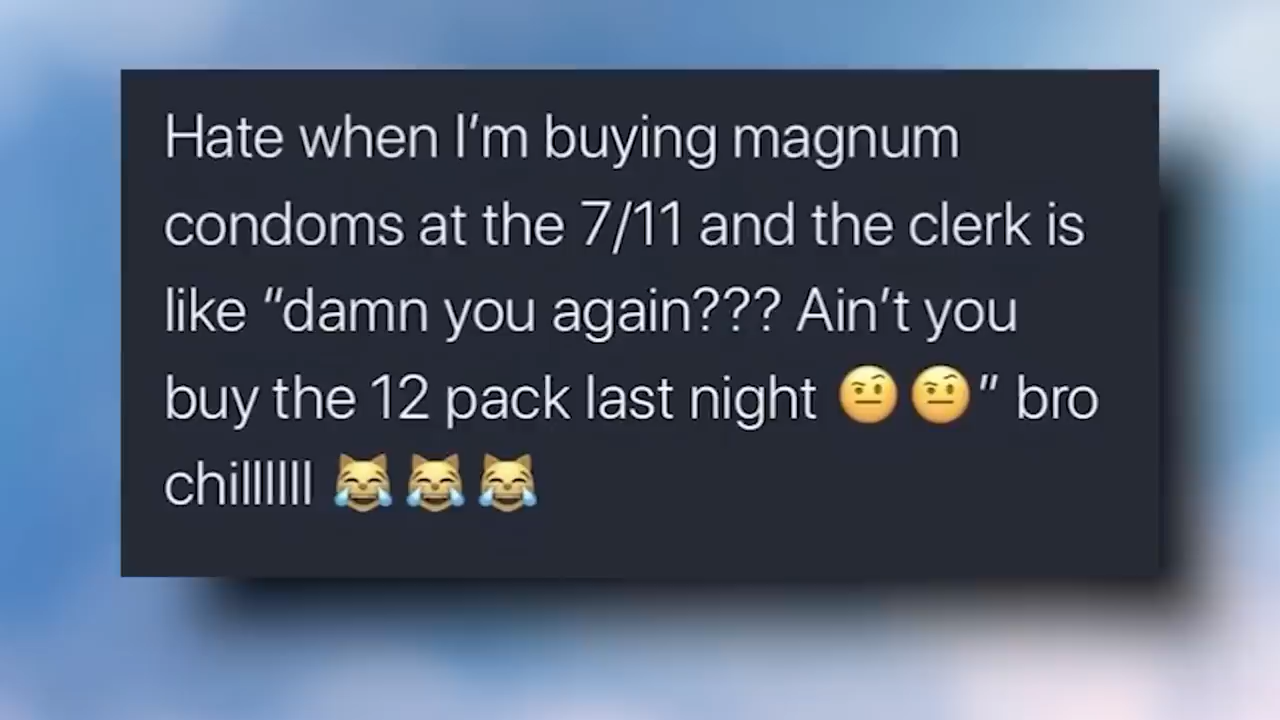 Hate when I’m buying magnum
condoms at the 7/11 and the clerk is
like “damn you again??? Ain’t you
buy the 12 pack last night 🤨🤨” bro
chilllllll 😹😹😹